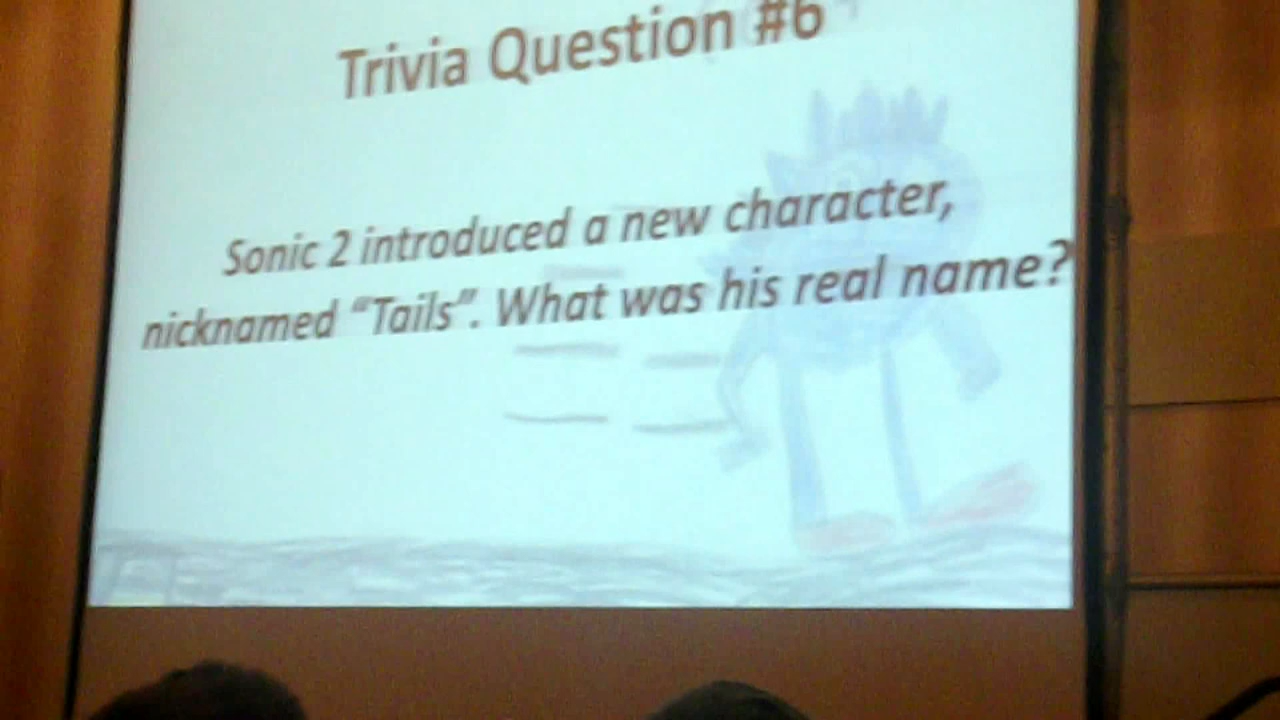 Trivia Question #6
Sonic 2 introduced a new character,
nicknamed “Tails”. What was his real name?